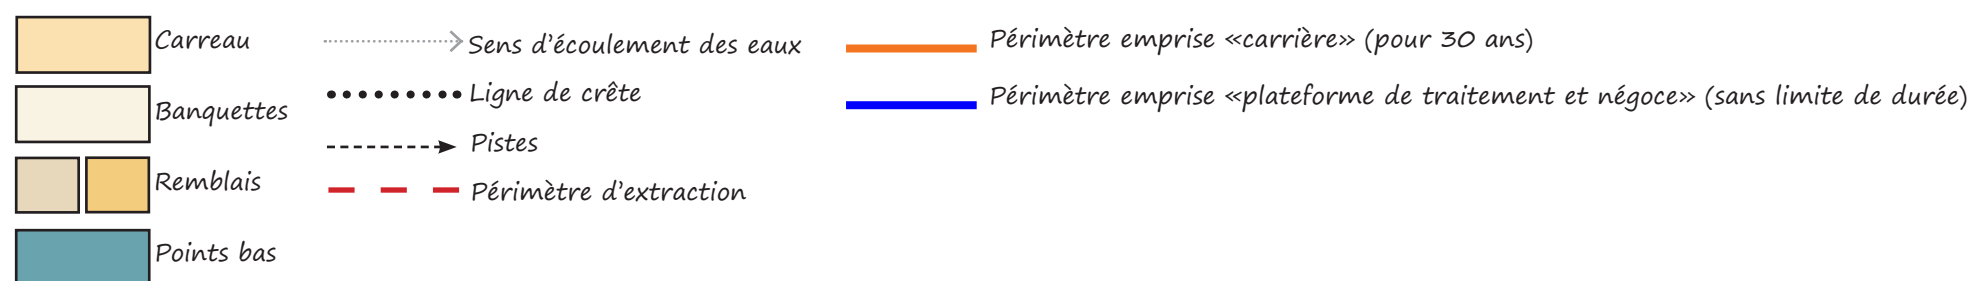 Carreau
Banquettes
Remblais
Points bas
Sens d'écoulement des eaux
Ligne de crête
Pistes
Périmètre d'extraction
Périmètre emprise «carrière» (pour 30 ans)
Périmètre emprise «plateforme de traitement et négoce» (sans limite de durée)